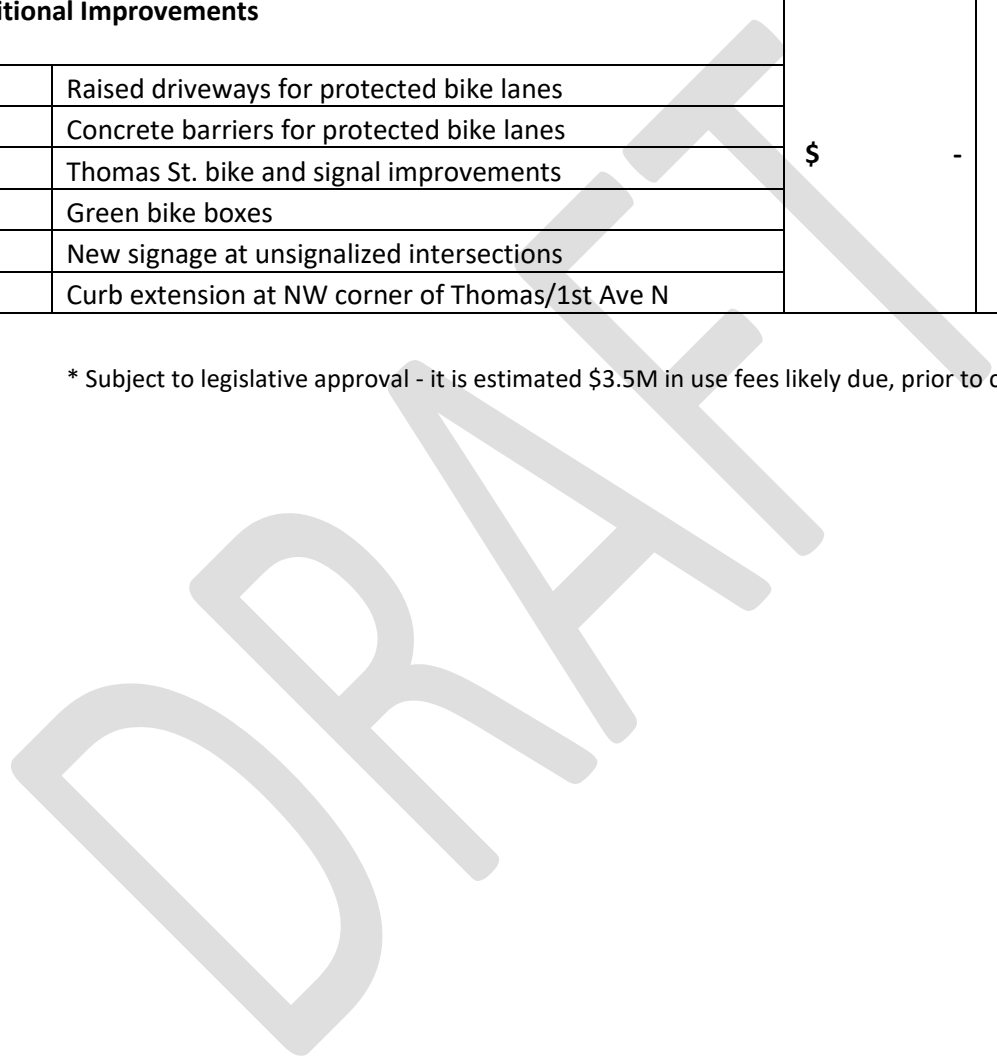 itional Improvements
Raised driveways for protected bike lanes
Concrete barriers for protected bike lanes
$ -
Thomas St. bike and signal improvements
Green bike boxes
New signage at unsignalized intersections
Curb extension at NW corner of Thomas/1st Ave N
* Subject to legislative approval - it is estimated $3.5M in use fees likely due, prior to
DRAFT